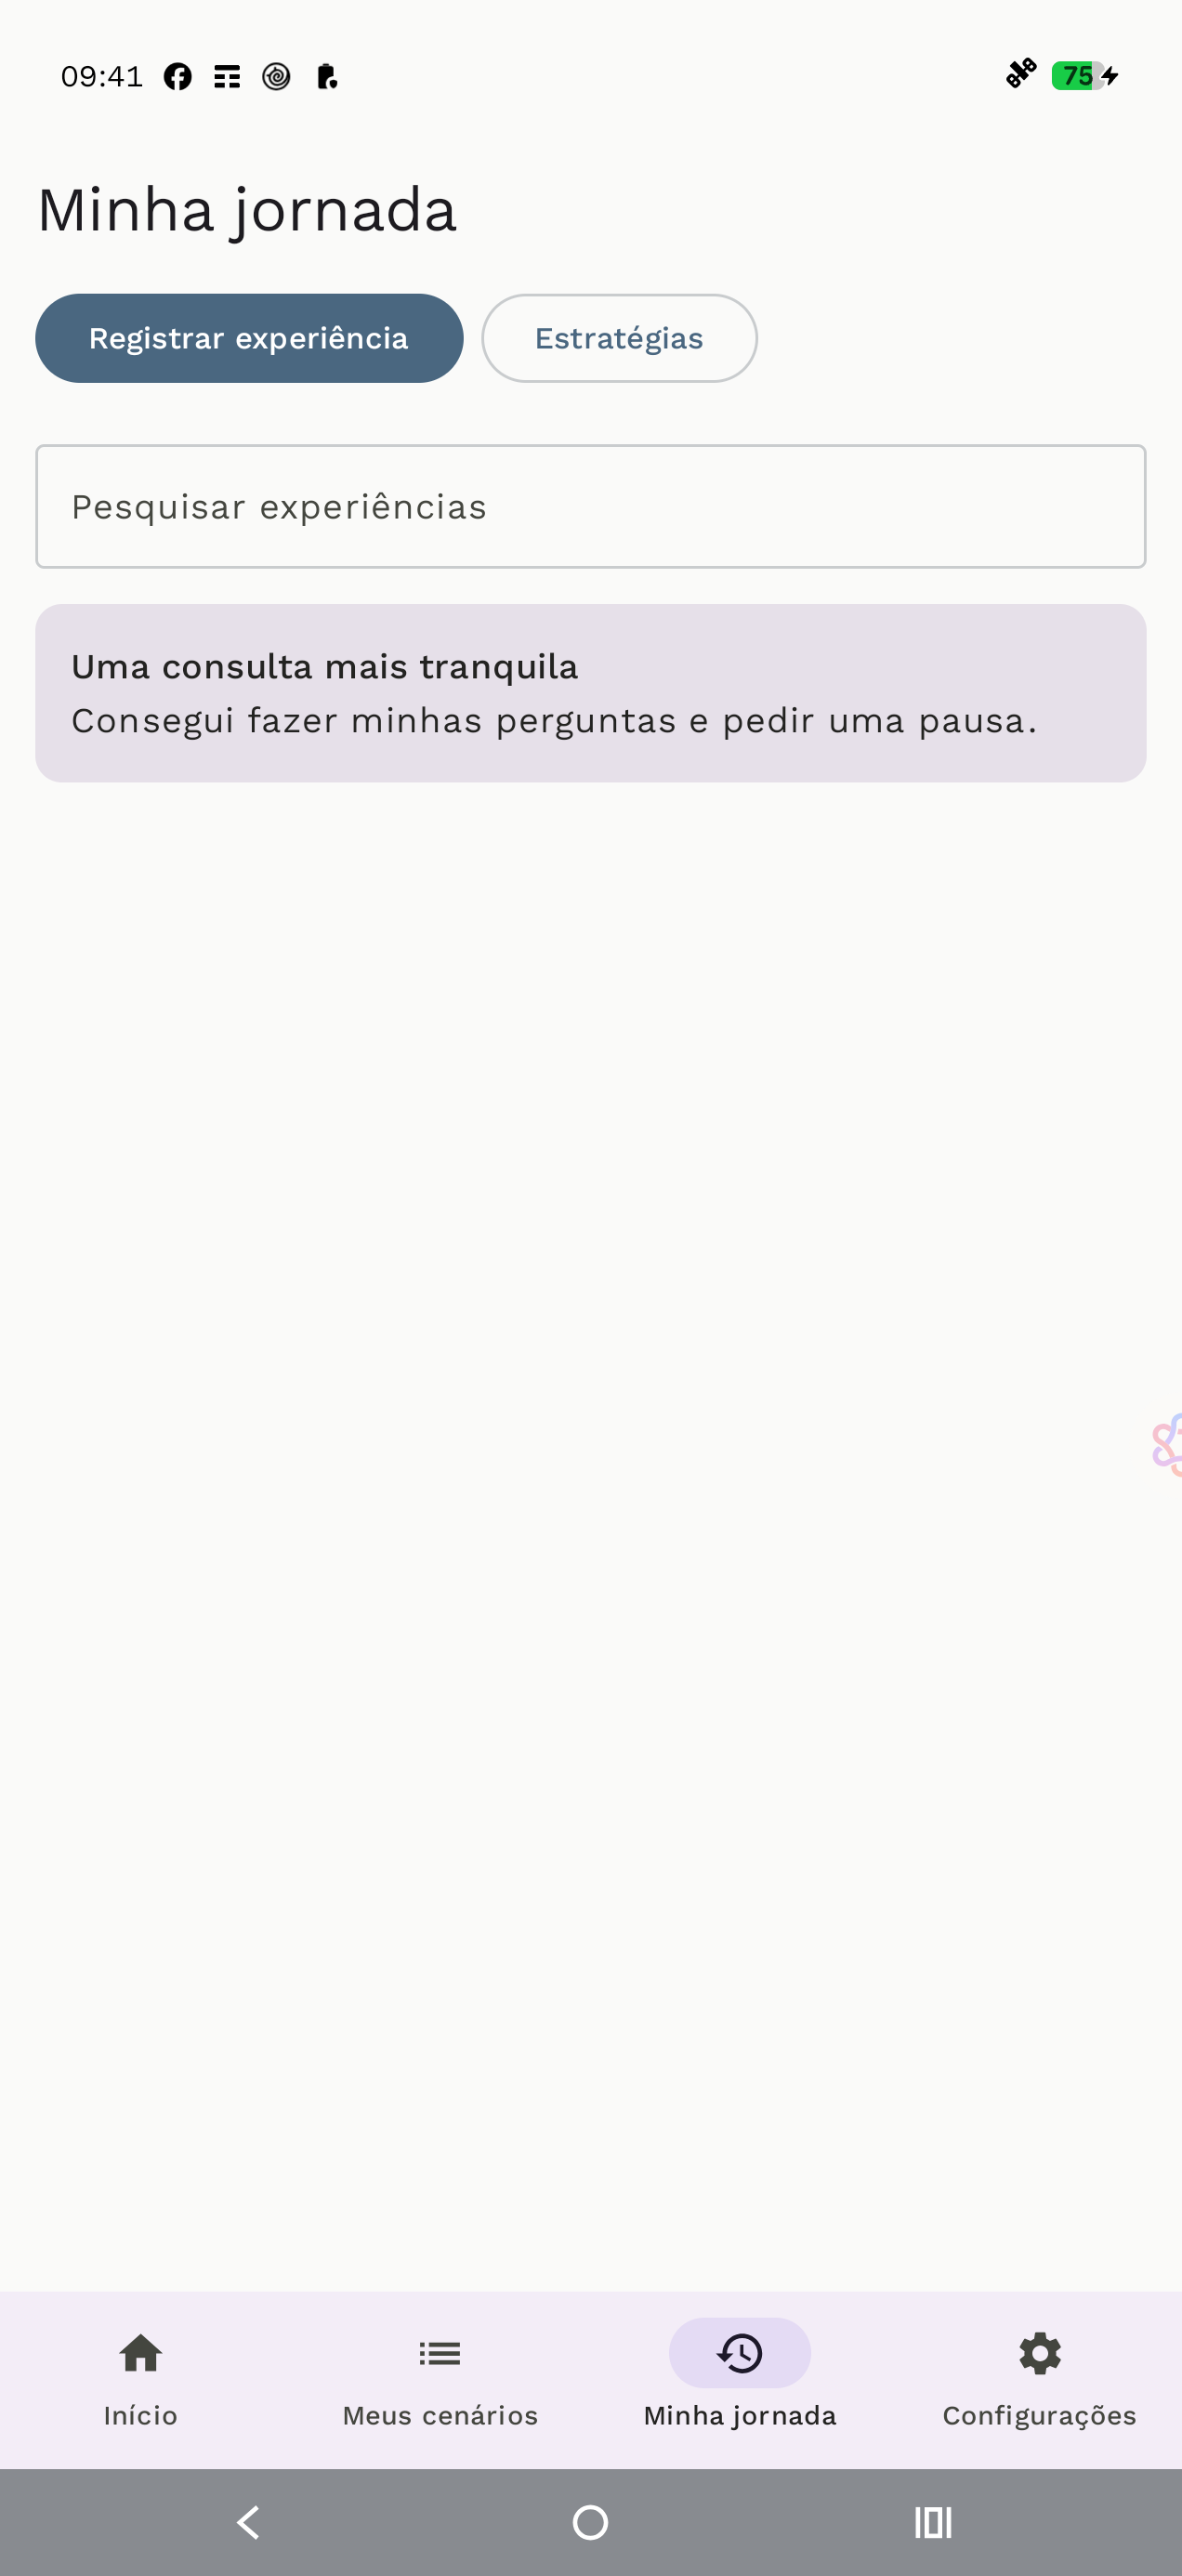 09:41
75
Minha jornada
Registrar experiência
Estratégias
Pesquisar experiências
Uma consulta mais tranquila
Consegui fazer minhas perguntas e pedir uma pausa.
Início
Meus cenários
Minha jornada
Configurações